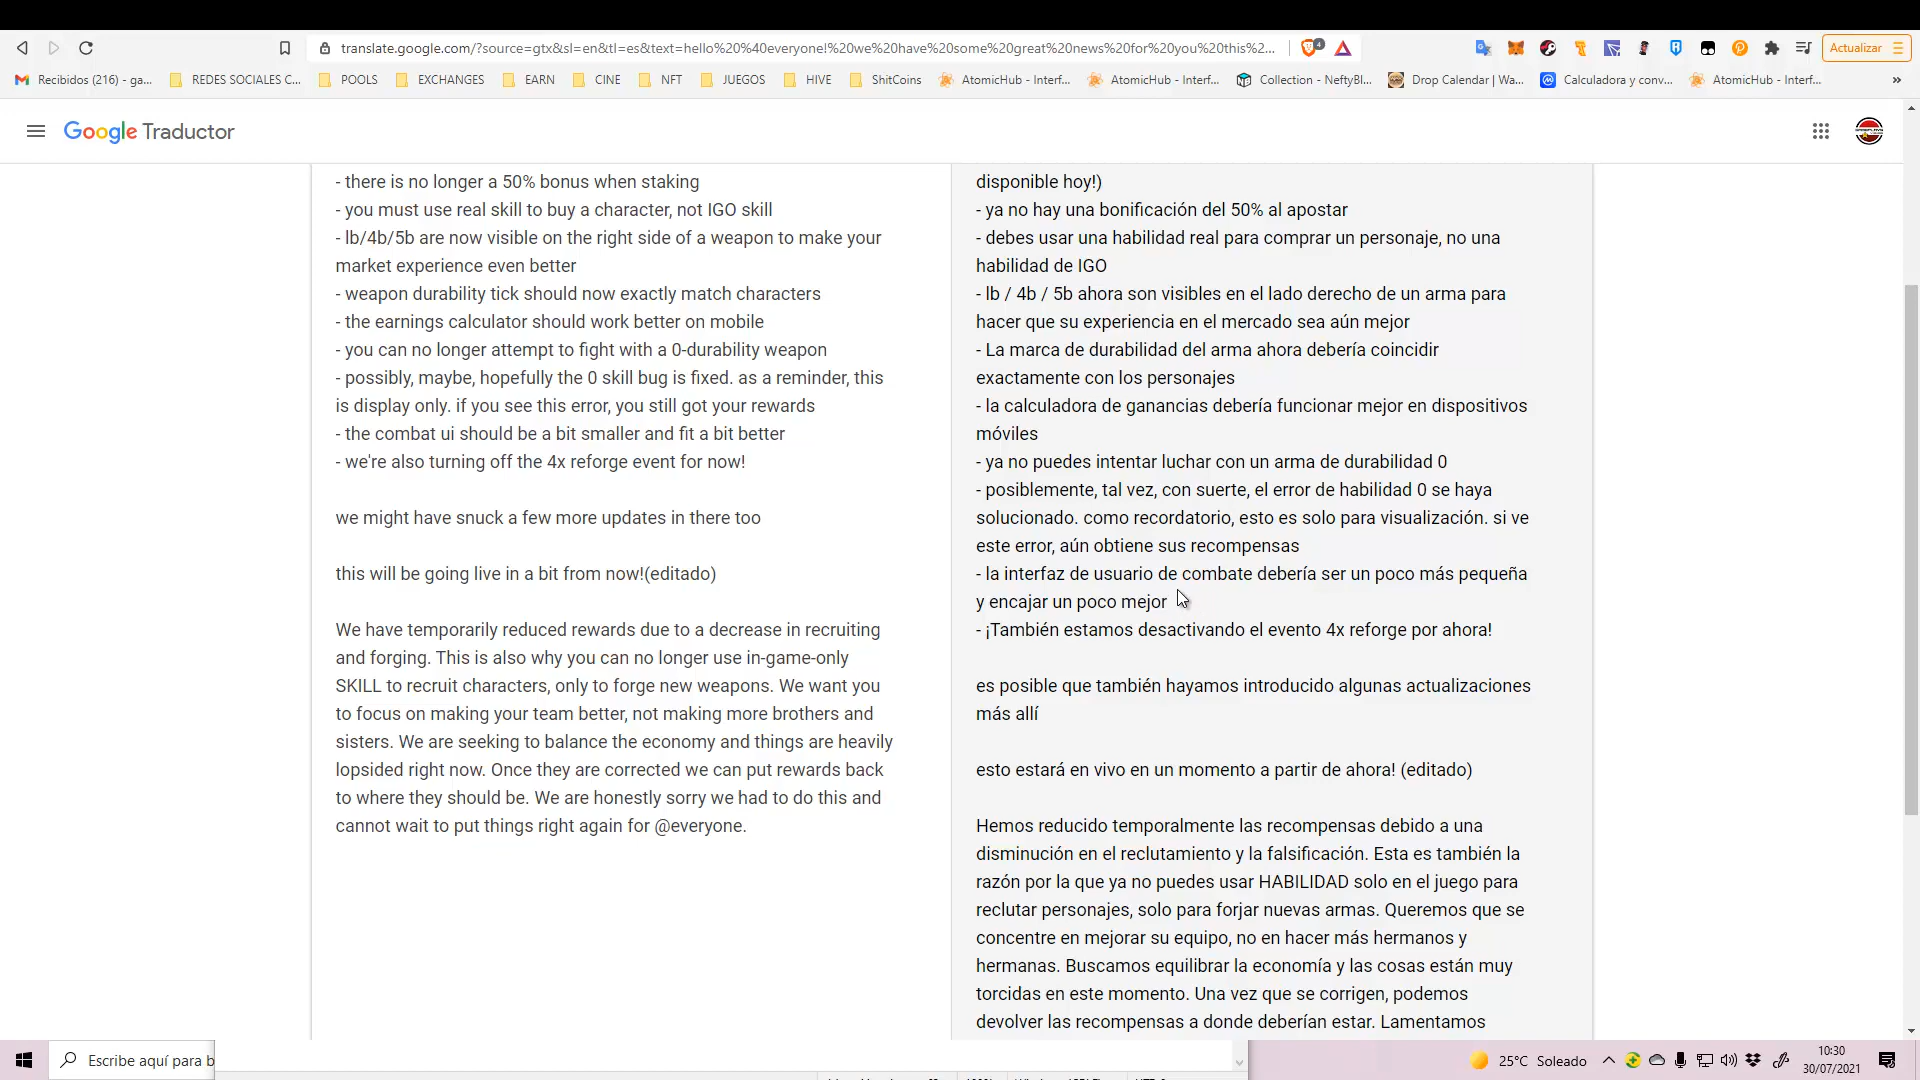 translate.google.com/?source=gtx&sl=en&tl=es&text=hello%20%40everyone!%20we%20have%20some%20great%20news%20for%20you%20this%2...
4
Actualizar
Recibidos (216) - ga...
REDES SOCIALES C...
POOLS
EXCHANGES
EARN
CINE
NFT
JUEGOS
HIVE
ShitCoins
AtomicHub - Interf...
AtomicHub - Interf...
Collection - NeftyBl...
Drop Calendar | Wa...
Calculadora y conv...
AtomicHub - Interf...
»
Google Traductor
- there is no longer a 50% bonus when staking
- you must use real skill to buy a character, not IGO skill
- lb/4b/5b are now visible on the right side of a weapon to make your
market experience even better
- weapon durability tick should now exactly match characters
- the earnings calculator should work better on mobile
- you can no longer attempt to fight with a 0-durability weapon
- possibly, maybe, hopefully the 0 skill bug is fixed. as a reminder, this
is display only. if you see this error, you still got your rewards
- the combat ui should be a bit smaller and fit a bit better
- we're also turning off the 4x reforge event for now!
we might have snuck a few more updates in there too
this will be going live in a bit from now!(editado)
We have temporarily reduced rewards due to a decrease in recruiting
and forging. This is also why you can no longer use in-game-only
SKILL to recruit characters, only to forge new weapons. We want you
to focus on making your team better, not making more brothers and
sisters. We are seeking to balance the economy and things are heavily
lopsided right now. Once they are corrected we can put rewards back
to where they should be. We are honestly sorry we had to do this and
cannot wait to put things right again for @everyone.
disponible hoy!)
- ya no hay una bonificación del 50% al apostar
- debes usar una habilidad real para comprar un personaje, no una
habilidad de IGO
- lb / 4b / 5b ahora son visibles en el lado derecho de un arma para
hacer que su experiencia en el mercado sea aún mejor
- La marca de durabilidad del arma ahora debería coincidir
exactamente con los personajes
- la calculadora de ganancias debería funcionar mejor en dispositivos
móviles
- ya no puedes intentar luchar con un arma de durabilidad 0
- posiblemente, tal vez, con suerte, el error de habilidad 0 se haya
solucionado. como recordatorio, esto es solo para visualización. si ve
este error, aún obtiene sus recompensas
- la interfaz de usuario de combate debería ser un poco más pequeña
y encajar un poco mejor
- ¡También estamos desactivando el evento 4x reforge por ahora!
es posible que también hayamos introducido algunas actualizaciones
más allí
esto estará en vivo en un momento a partir de ahora! (editado)
Hemos reducido temporalmente las recompensas debido a una
disminución en el reclutamiento y la falsificación. Esta es también la
razón por la que ya no puedes usar HABILIDAD solo en el juego para
reclutar personajes, solo para forjar nuevas armas. Queremos que se
concentre en mejorar su equipo, no en hacer más hermanos y
hermanas. Buscamos equilibrar la economía y las cosas están muy
torcidas en este momento. Una vez que se corrigen, podemos
devolver las recompensas a donde deberían estar. Lamentamos
Escribe aquí para b
25°C Soleado
10:30
30/07/2021